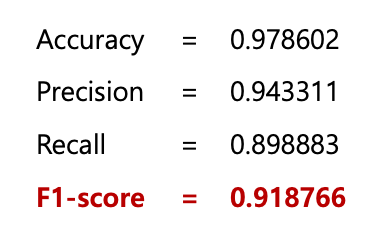 Accuracy = 0.978602
Precision = 0.943311
Recall = 0.898883
F1-score = 0.918766